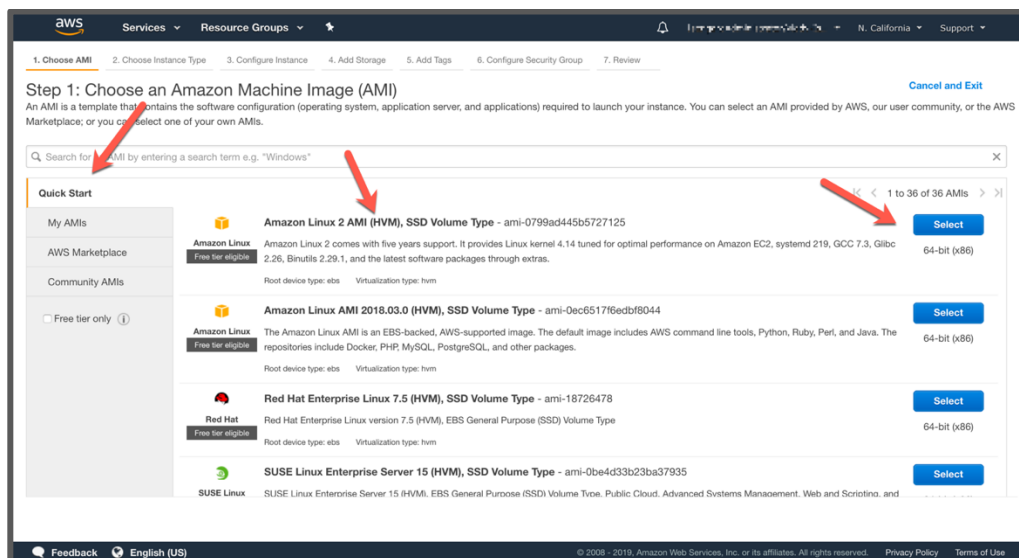 aws Services Resource Groups N. California Support
1. Choose AMI 2. Choose Instance Type 3. Configure Instance 4. Add Storage 5. Add Tags 6. Configure Security Group 7. Review
Step 1: Choose an Amazon Machine Image (AMI)
Cancel and Exit
An AMI is a template that contains the software configuration (operating system, application server, and applications) required to launch your instance. You can select an AMI provided by AWS, our user community, or the AWS
Marketplace; or you can select one of your own AMIs.
Search for AMI by entering a search term e.g. "Windows"
Quick Start
My AMIs
AWS Marketplace
Community AMIs
Free tier only
1 to 36 of 36 AMIs
Amazon Linux
Free tier eligible
Amazon Linux 2 AMI (HVM), SSD Volume Type - ami-0799ad445b5727125
Amazon Linux 2 comes with five years support. It provides Linux kernel 4.14 tuned for optimal performance on Amazon EC2, systemd 219, GCC 7.3, Glibc
2.26, Binutils 2.29.1, and the latest software packages through extras.
Root device type: ebs Virtualization type: hvm
Select
64-bit (x86)
Amazon Linux
Free tier eligible
Amazon Linux AMI 2018.03.0 (HVM), SSD Volume Type - ami-0ec6517f6edbf8044
The Amazon Linux AMI is an EBS-backed, AWS-supported image. The default image includes AWS command line tools, Python, Ruby, Perl, and Java. The
repositories include Docker, PHP, MySQL, PostgreSQL, and other packages.
Root device type: ebs Virtualization type: hvm
Select
64-bit (x86)
Red Hat
Free tier eligible
Red Hat Enterprise Linux 7.5 (HVM), SSD Volume Type - ami-18726478
Red Hat Enterprise Linux version 7.5 (HVM), EBS General Purpose (SSD) Volume Type
Root device type: ebs Virtualization type: hvm
Select
64-bit (x86)
SUSE Linux
SUSE Linux Enterprise Server 15 (HVM), SSD Volume Type - ami-0be4d33b23ba37935
SUSE Linux Enterprise Server 15 (HVM), EBS General Purpose (SSD) Volume Type, Public Cloud, Advanced Systems Management, Web and Scripting, and
Select
Feedback English (US) © 2008 - 2019, Amazon Web Services, Inc. or its affiliates. All rights reserved. Privacy Policy Terms of Use